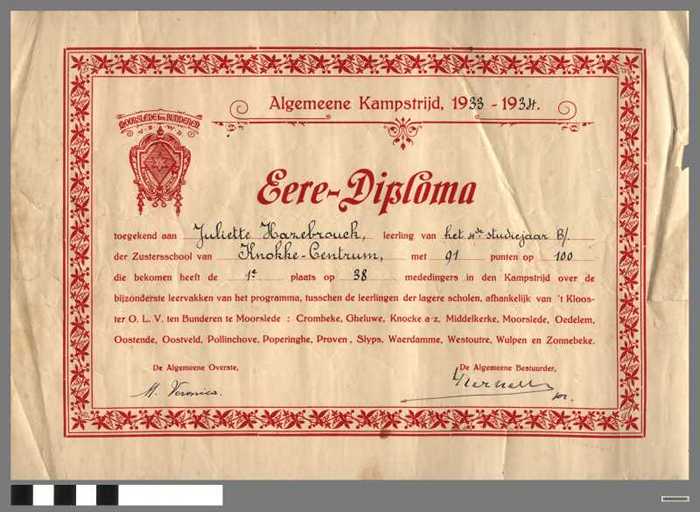 Algemeene Kampstrijd, 1933 - 1934.
MOORSLEDE ten BUNDEREN
Eere-Diploma
toegekend aan Juliette Hazebrouck, leerling van het 4de studiejaar B/.
der Zustersschool van Knokke-Centrum, met 91 punten op 100
die bekomen heeft de 1e plaats op 38 mededingers in den Kampstrijd over de
bijzonderste leervakken van het programma, tusschen de leerlingen der lagere scholen, afhankelijk van 't Kloos-
ter O. L. V. ten Bunderen te Moorslede : Crombeke, Gheluwe, Knocke a-z, Middelkerke, Moorslede, Oedelem,
Oostende, Oostveld, Pollinchove, Poperinghe, Proven, Slyps, Waerdamme, Westoutre, Wulpen en Zonnebeke.
De Algemeene Overste, De Algemeene Bestuurder,
M. Veronica.